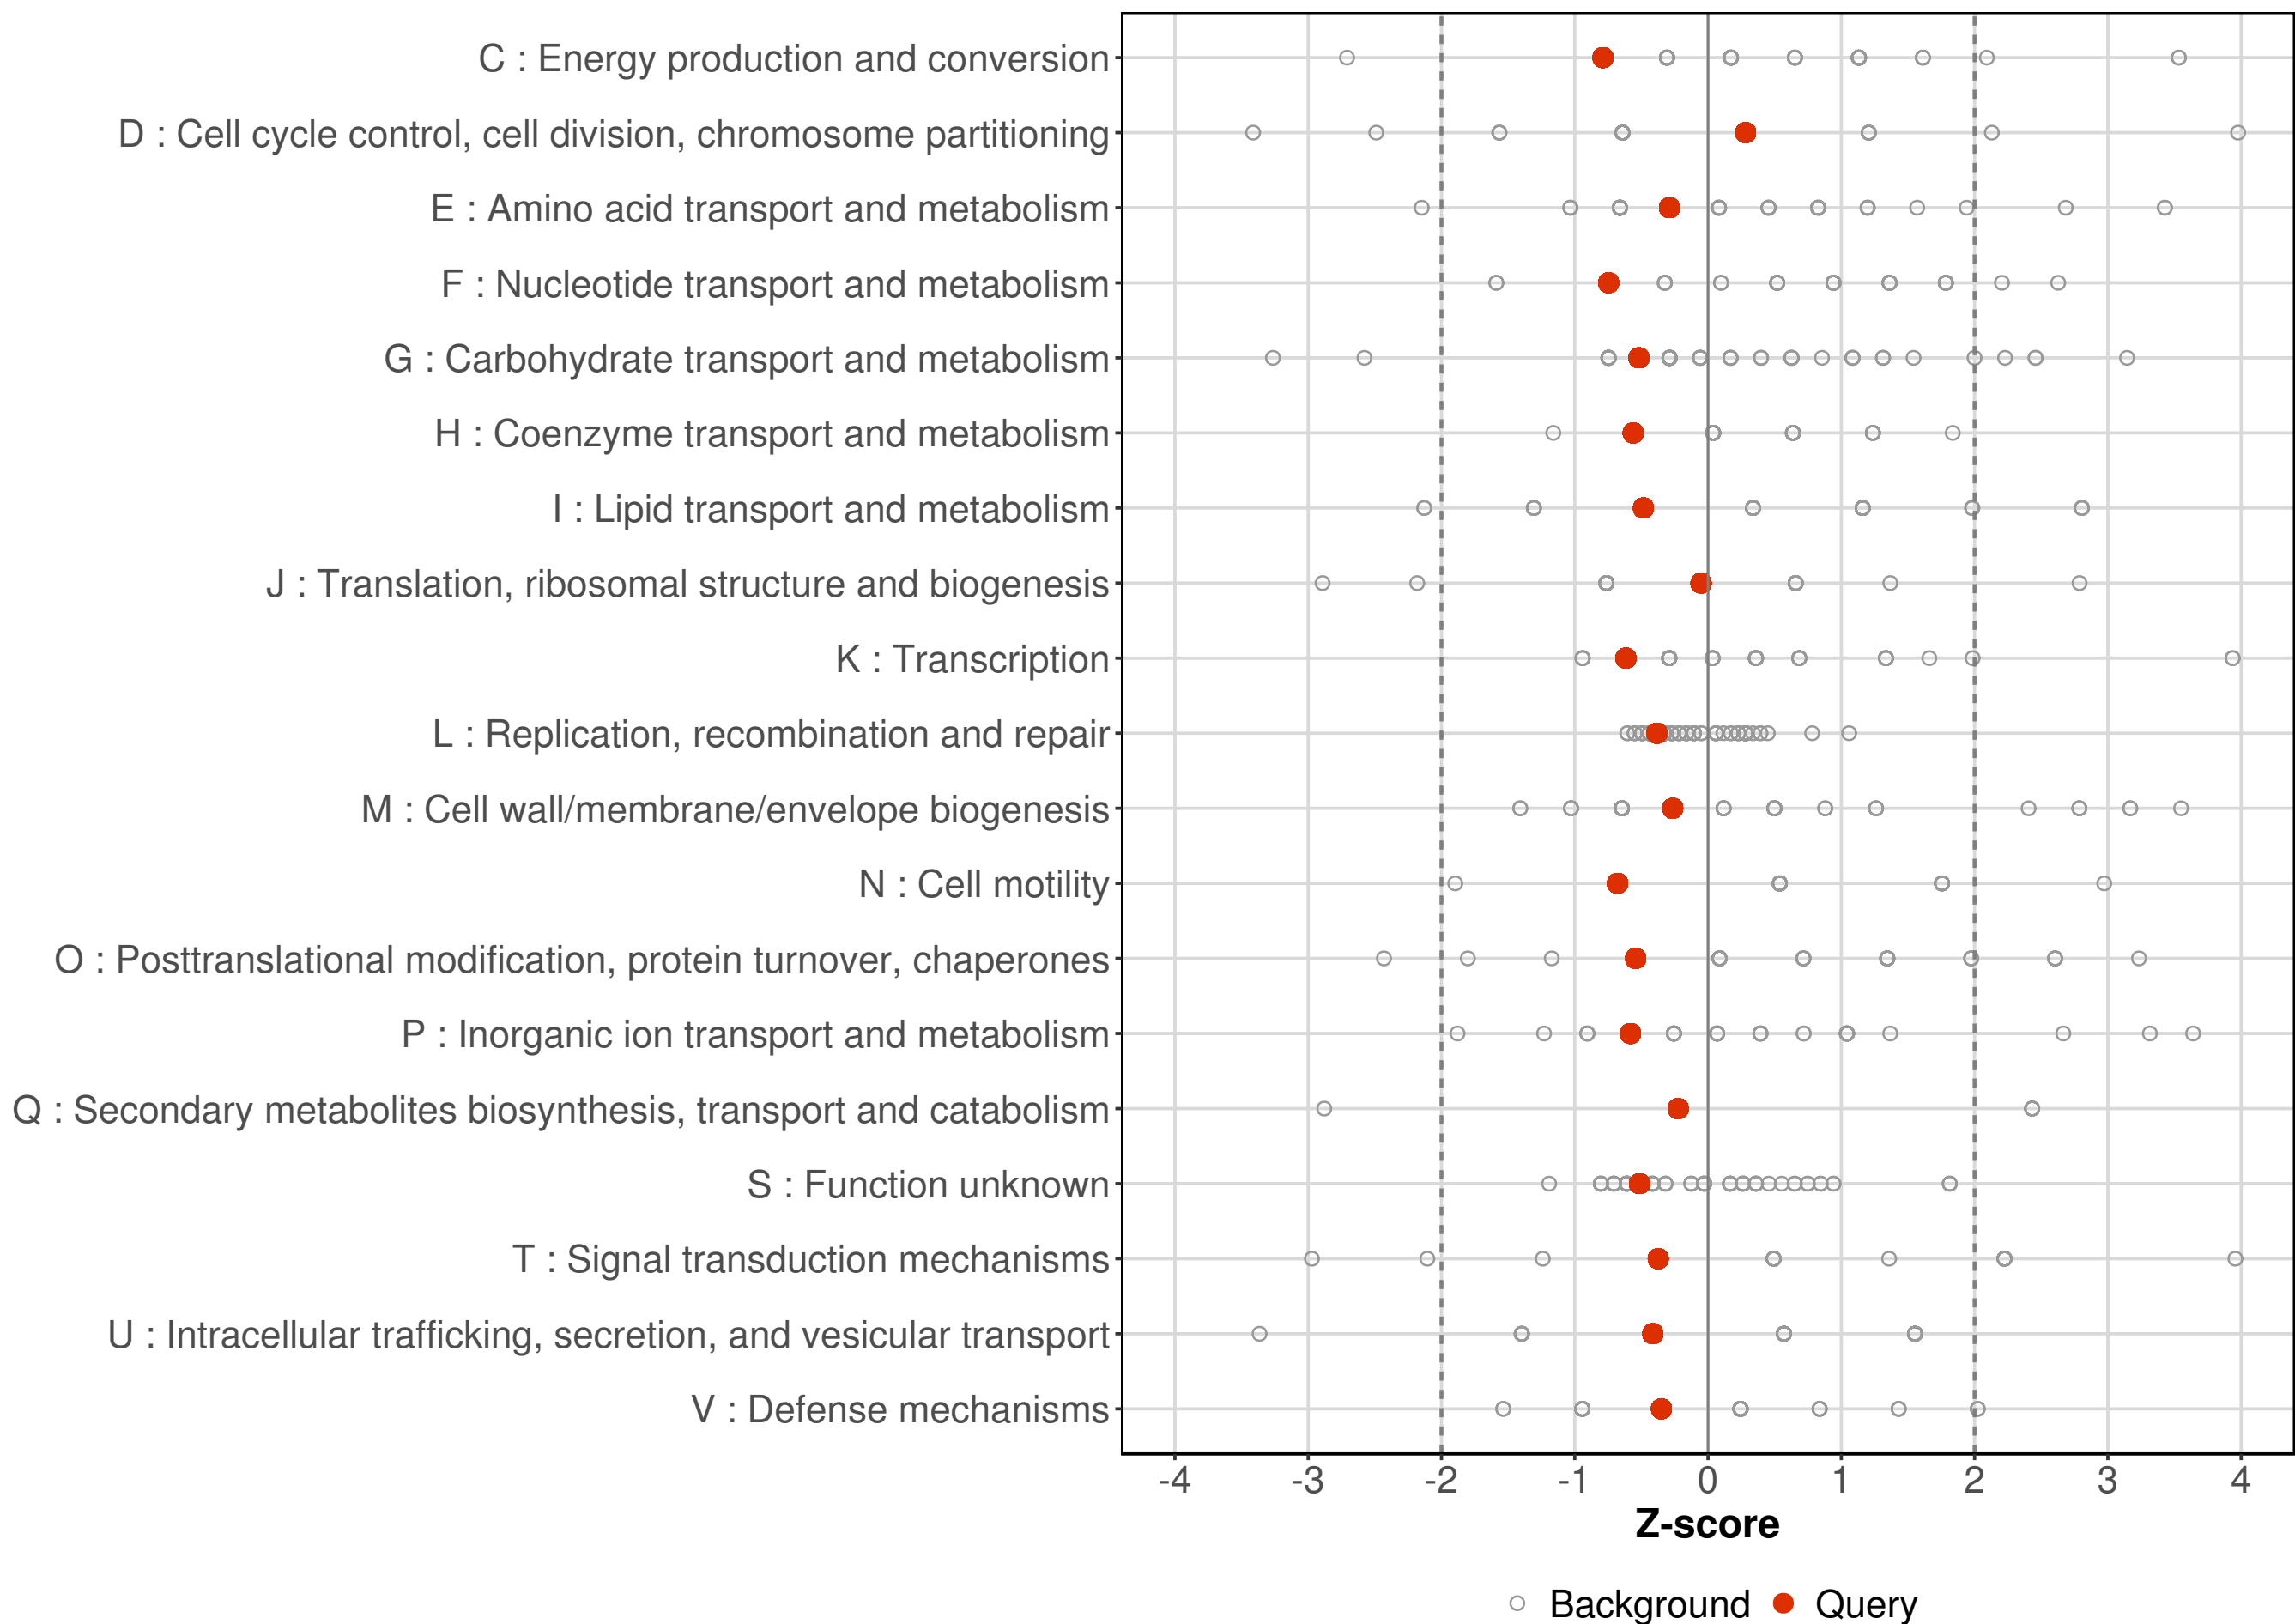 C : Energy production and conversion
D : Cell cycle control, cell division, chromosome partitioning
E : Amino acid transport and metabolism
F : Nucleotide transport and metabolism
G : Carbohydrate transport and metabolism
H : Coenzyme transport and metabolism
I : Lipid transport and metabolism
J : Translation, ribosomal structure and biogenesis
K : Transcription
L : Replication, recombination and repair
M : Cell wall/membrane/envelope biogenesis
N : Cell motility
O : Posttranslational modification, protein turnover, chaperones
P : Inorganic ion transport and metabolism
Q : Secondary metabolites biosynthesis, transport and catabolism
S : Function unknown
T : Signal transduction mechanisms
U : Intracellular trafficking, secretion, and vesicular transport
V : Defense mechanisms
-4 -3 -2 -1 0 1 2 3 4
Z-score
Background Query